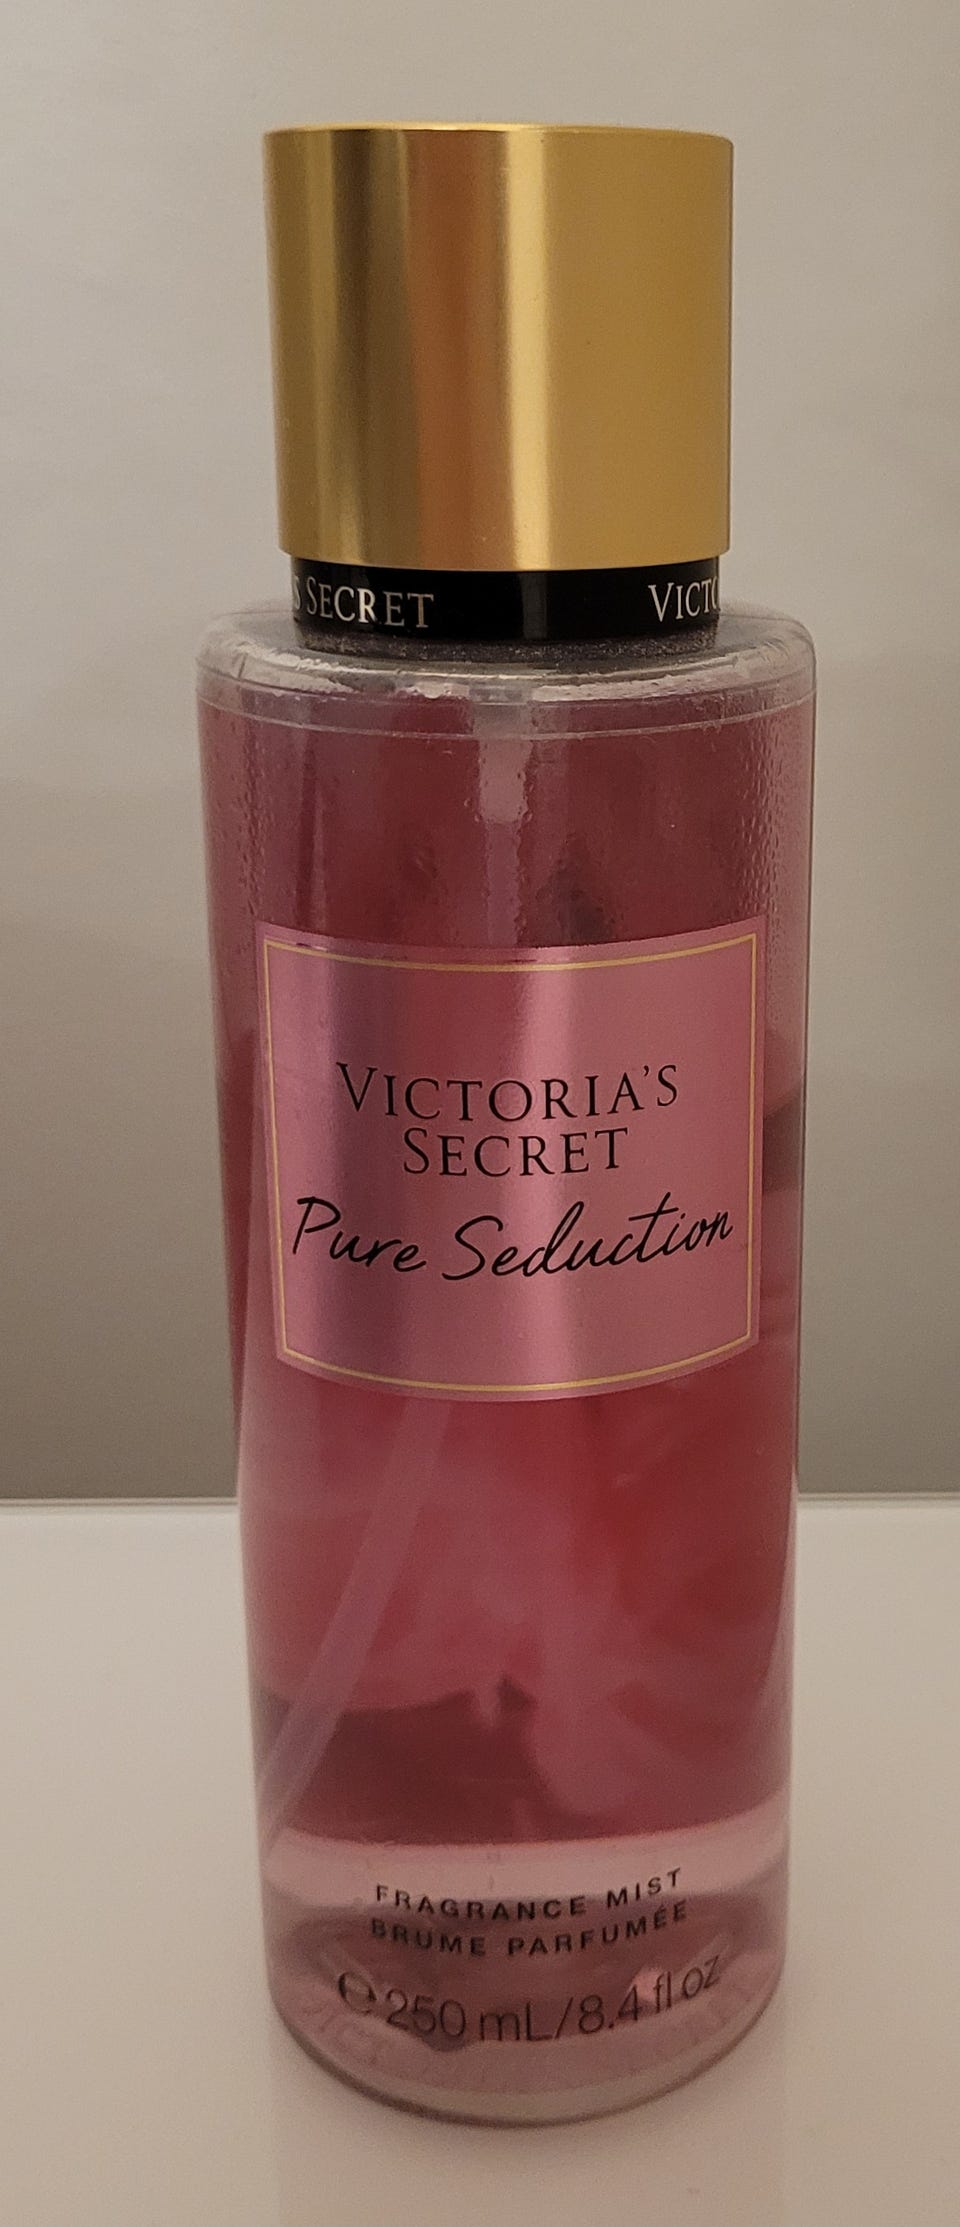 S SECRET VICTO
VICTORIA'S
SECRET
Pure Seduction
FRAGRANCE MIST
BRUME PARFUMÉE
℮ 250 mL/8.4 fl oz